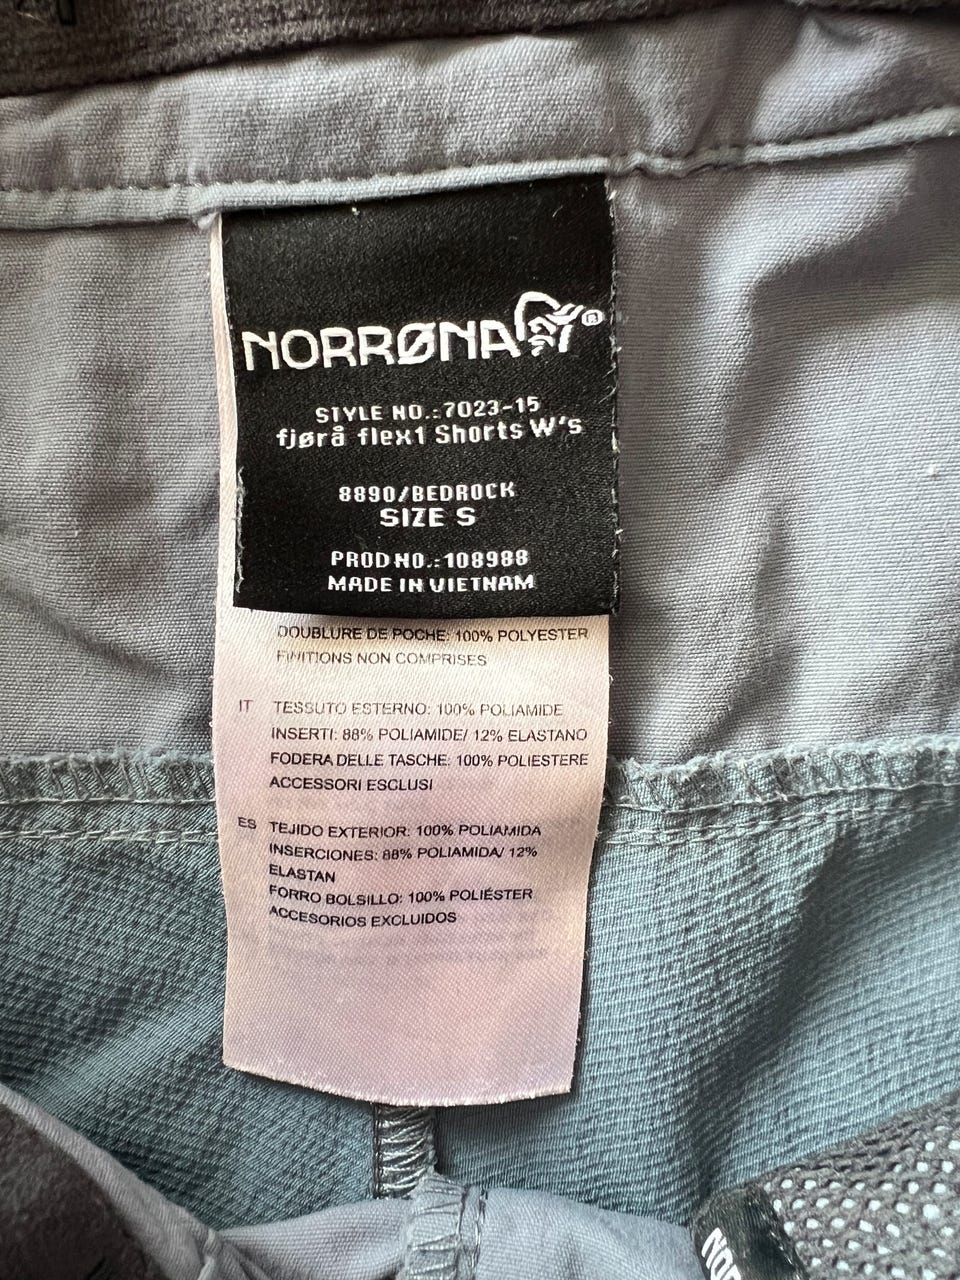 NORRØNA®
STYLE NO.:7023-15
fjørå flex1 Shorts W's
8890/BEDROCK
SIZE S
PROD NO.:108988
MADE IN VIETNAM
DOUBLURE DE POCHE: 100% POLYESTER
FINITIONS NON COMPRISES
IT TESSUTO ESTERNO: 100% POLIAMIDE
INSERTI: 88% POLIAMIDE/ 12% ELASTANO
FODERA DELLE TASCHE: 100% POLIESTERE
ACCESSORI ESCLUSI
ES TEJIDO EXTERIOR: 100% POLIAMIDA
INSERCIONES: 88% POLIAMIDA/ 12%
ELASTAN
FORRO BOLSILLO: 100% POLIÉSTER
ACCESORIOS EXCLUIDOS